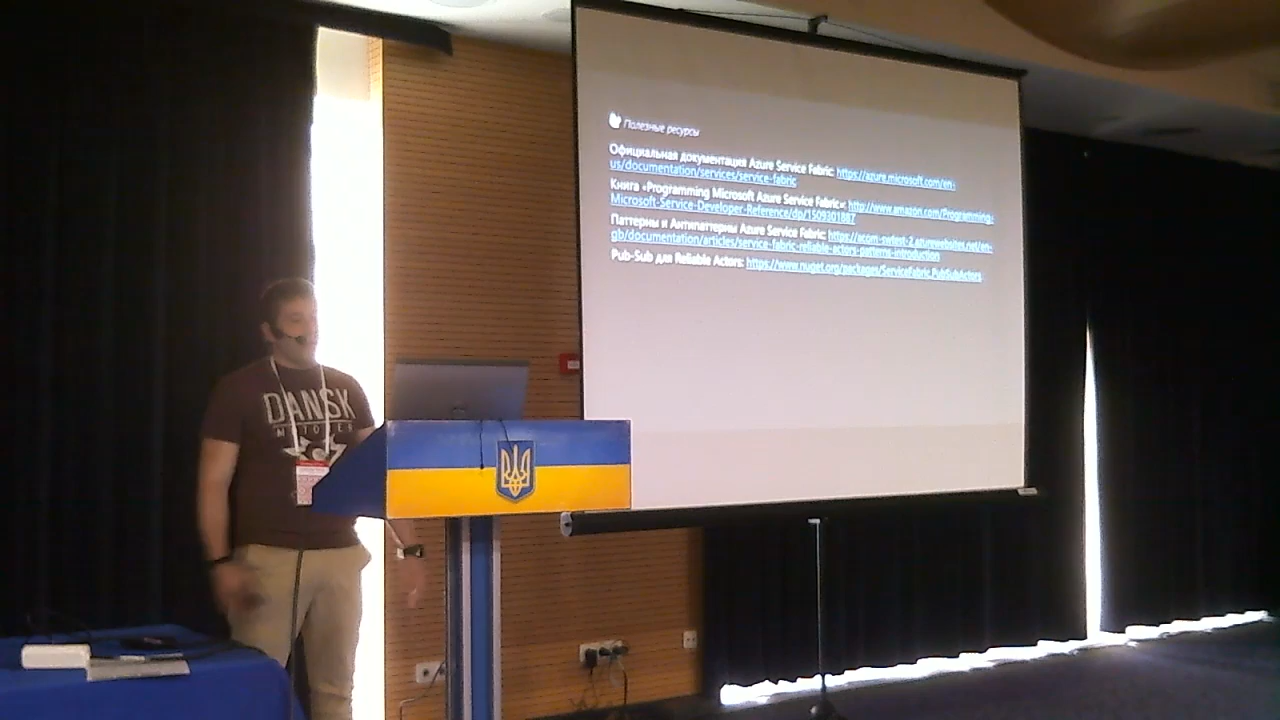 Полезные ресурсы
Официальная документация Azure Service Fabric: https://azure.microsoft.com/en-
us/documentation/services/service-fabric
Книга «Programming Microsoft Azure Service Fabric»: http://www.amazon.com/Programming-
Microsoft-Service-Developer-Reference/dp/1509301887
Паттерны и Антипаттерны Azure Service Fabric: https://acom-swtest-2.azurewebsites.net/en-
gb/documentation/articles/service-fabric-reliable-actors-patterns-introduction
Pub-Sub для Reliable Actors: https://www.nuget.org/packages/ServiceFabric.PubSubActors
DANSK